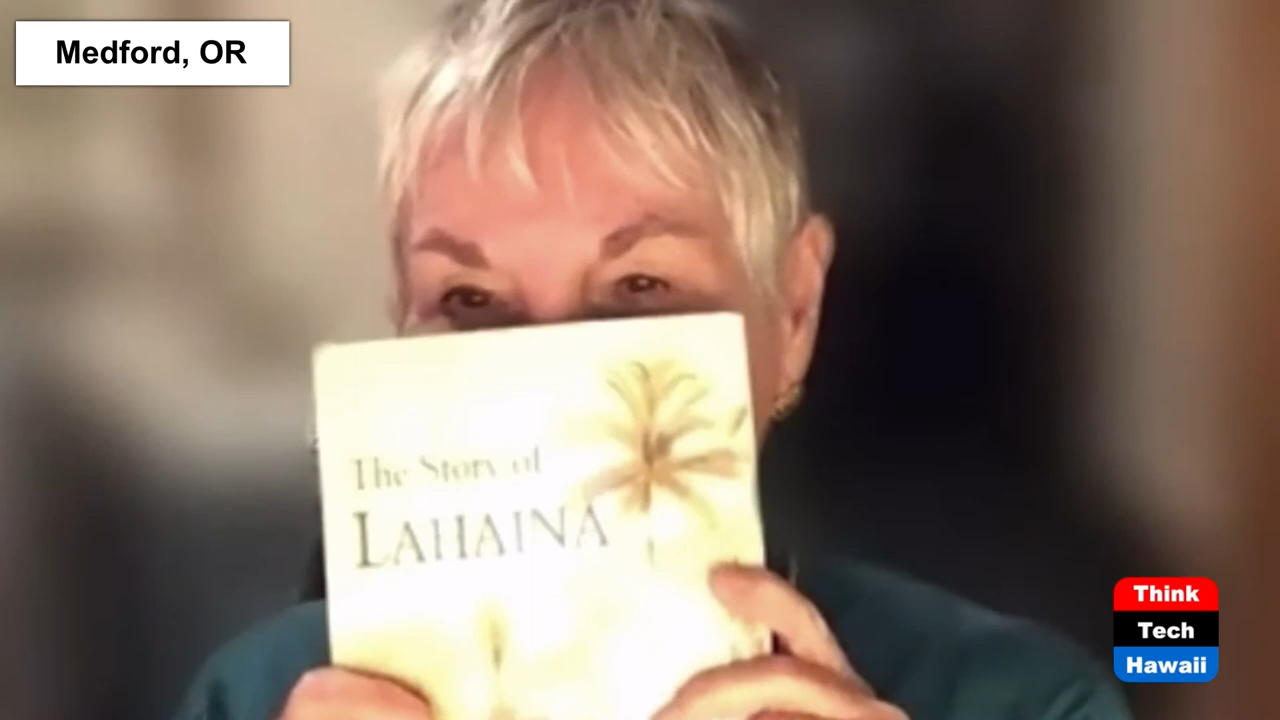 Medford, OR
The Story of
LAHAINA
Think
Tech
Hawaii